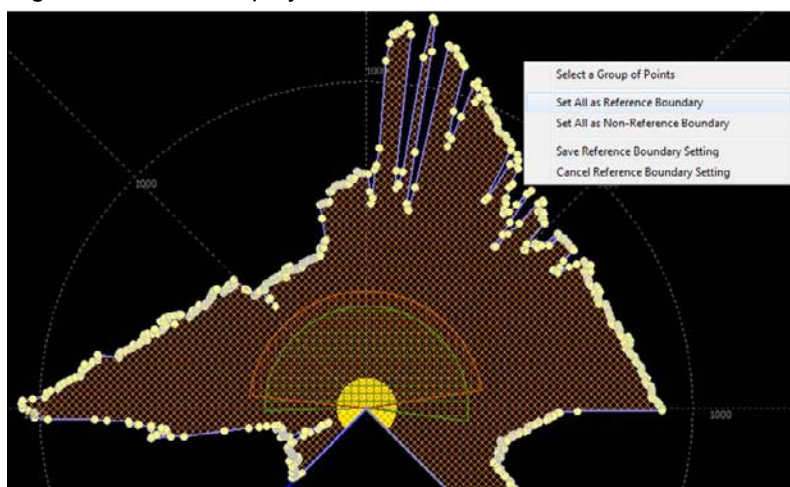 Select a Group of Points
Set All as Reference Boundary
Set All as Non-Reference Boundary
Save Reference Boundary Setting
Cancel Reference Boundary Setting
1000
1000